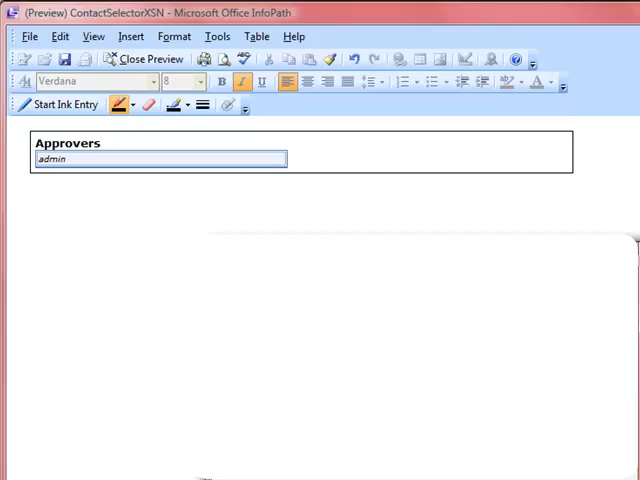 (Preview) ContactSelectorXSN - Microsoft Office InfoPath
File Edit View Insert Format Tools Table Help
Close Preview
Verdana 8 B I U
Start Ink Entry
Approvers
admin